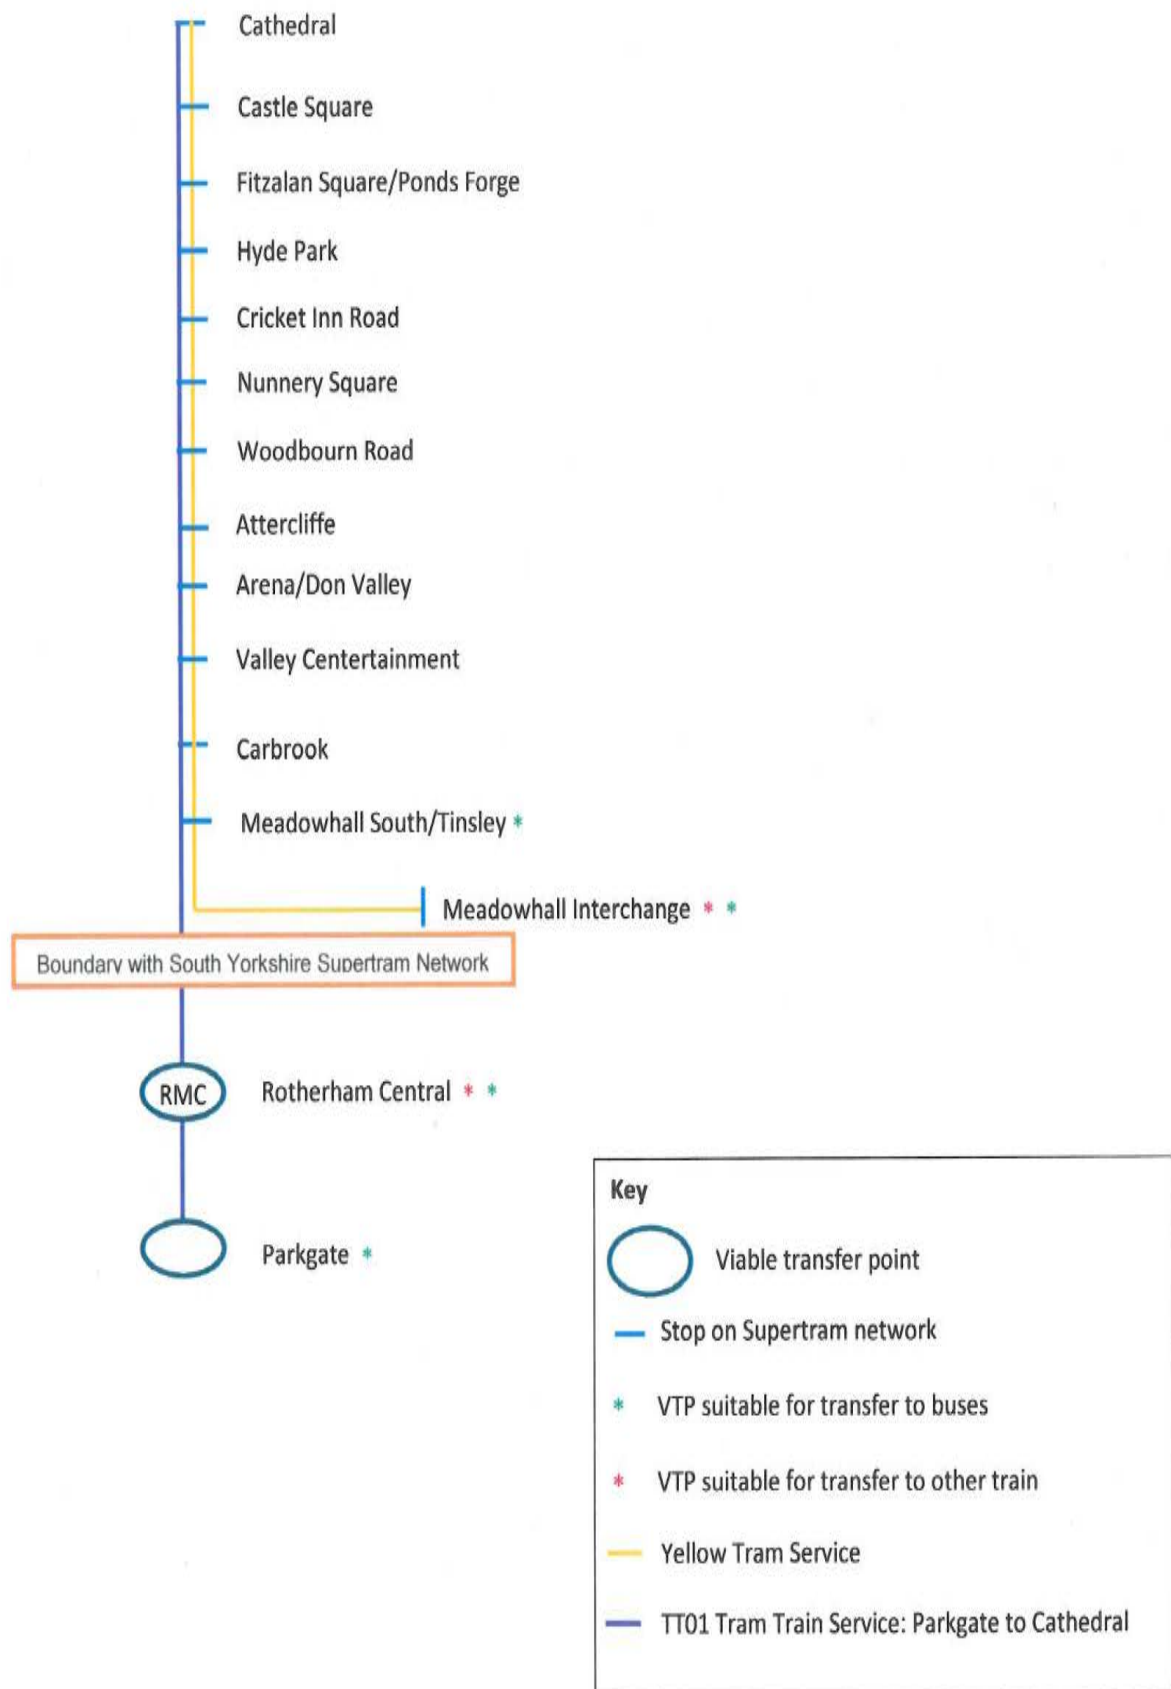 Cathedral
Castle Square
Fitzalan Square/Ponds Forge
Hyde Park
Cricket Inn Road
Nunnery Square
Woodbourn Road
Attercliffe
Arena/Don Valley
Valley Centertainment
Carbrook
Meadowhall South/Tinsley *
Meadowhall Interchange * *
Boundary with South Yorkshire Supertram Network
RMC Rotherham Central * *
Parkgate *
Key
Viable transfer point
Stop on Supertram network
* VTP suitable for transfer to buses
* VTP suitable for transfer to other train
Yellow Tram Service
TT01 Tram Train Service: Parkgate to Cathedral